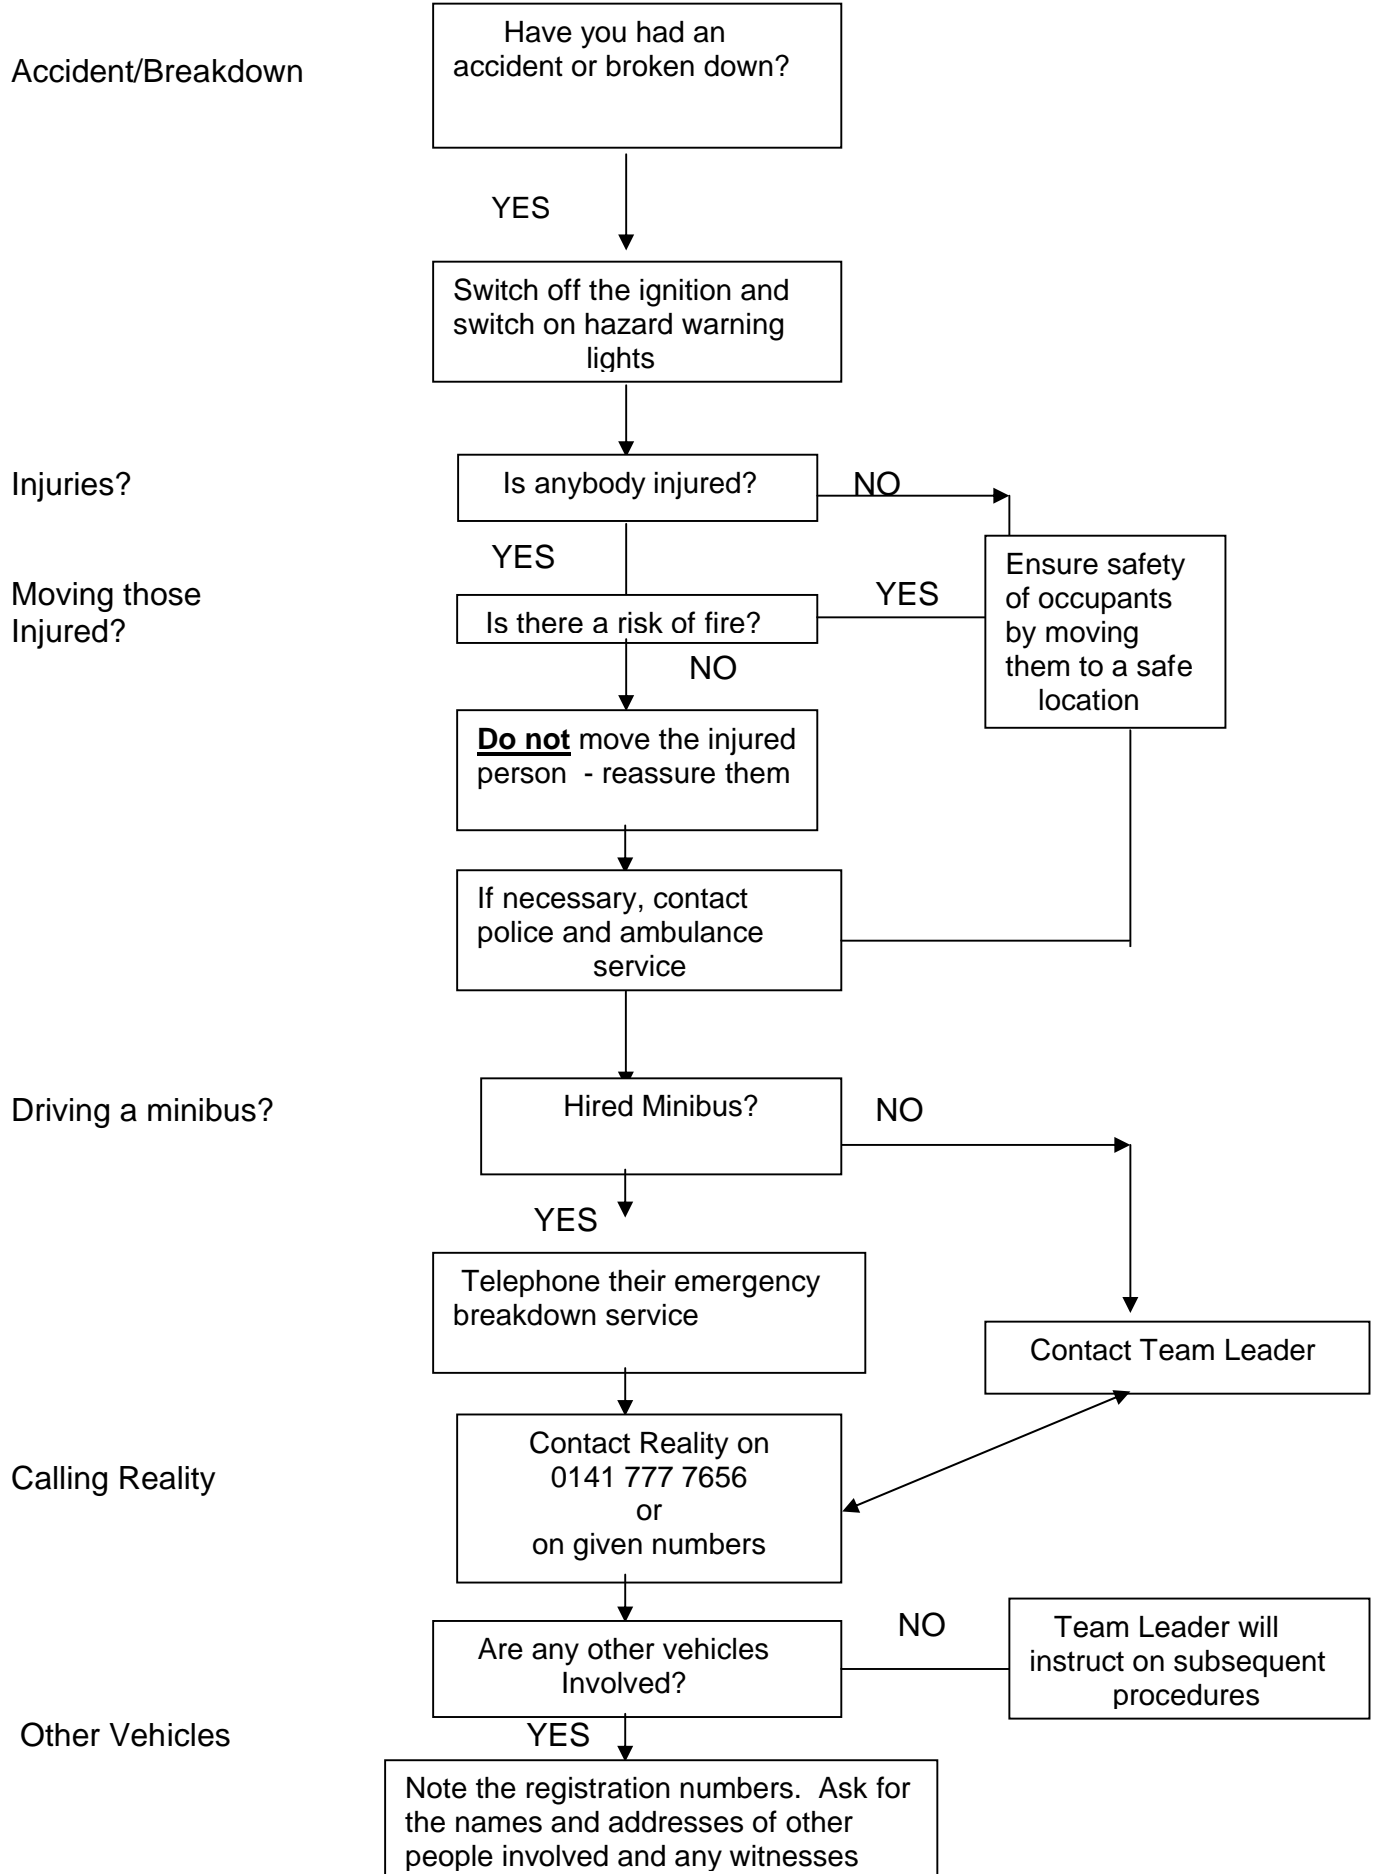 Have you had an
accident or broken down?
Accident/Breakdown
YES
Switch off the ignition and
switch on hazard warning
lights
Injuries?
Is anybody injured?
NO
YES
Ensure safety
of occupants
by moving
them to a safe
location
Moving those
Injured?
Is there a risk of fire?
YES
NO
Do not move the injured
person - reassure them
If necessary, contact
police and ambulance
service
Driving a minibus?
Hired Minibus?
NO
YES
Telephone their emergency
breakdown service
Contact Team Leader
Calling Reality
Contact Reality on
0141 777 7656
or
on given numbers
Are any other vehicles
Involved?
NO
Team Leader will
instruct on subsequent
procedures
Other Vehicles
YES
Note the registration numbers. Ask for
the names and addresses of other
people involved and any witnesses